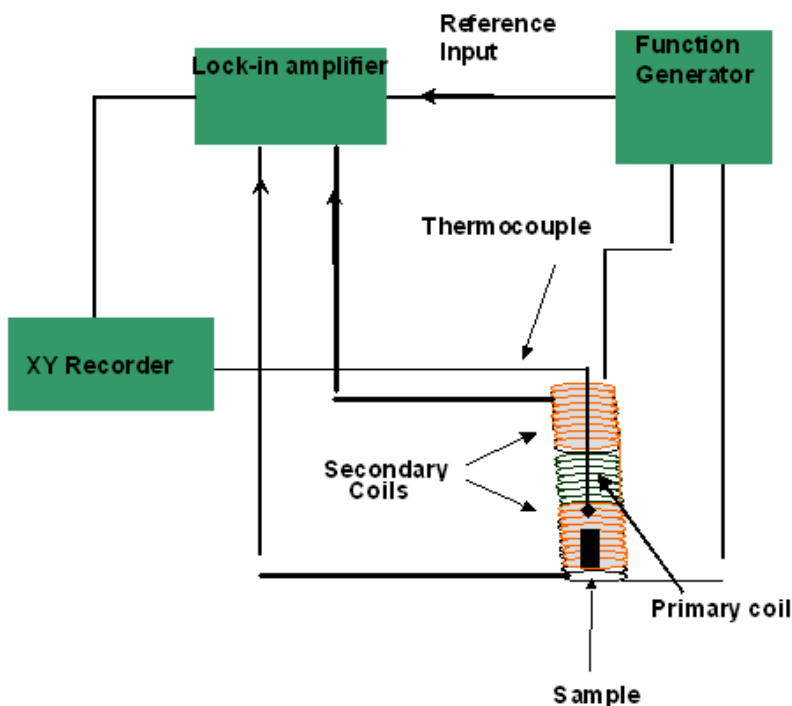 Reference
Input
Function
Generator
Lock-in amplifier
Thermocouple
XY Recorder
Secondary
Coils
Primary coil
Sample